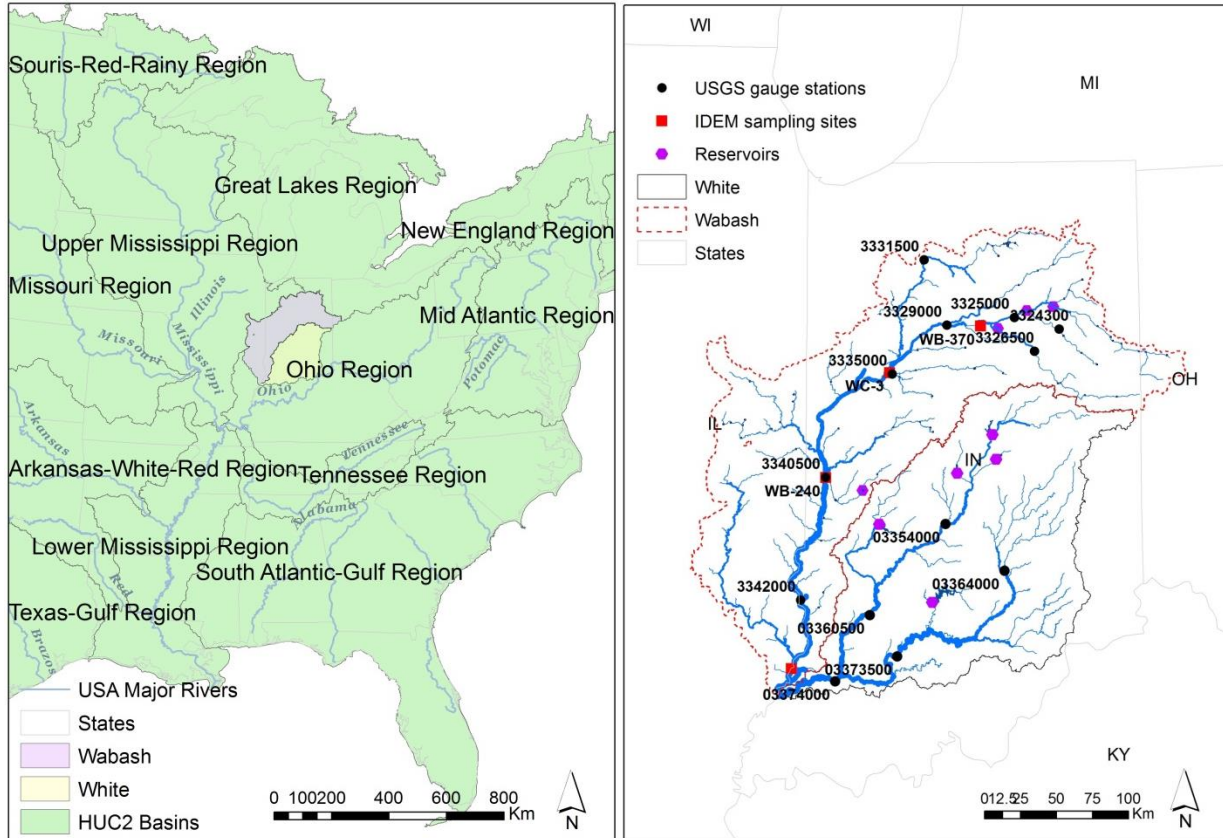 Souris-Red-Rainy Region
Great Lakes Region
New England Region
Upper Mississippi Region
Missouri Region
Illinois
Mid Atlantic Region
Missouri
Mississippi
Potomac
Ohio Region
Ohio
Arkansas
Tennessee
Arkansas-White-Red Region
Tennessee Region
Alabama
Lower Mississippi Region
South Atlantic-Gulf Region
Red
Texas-Gulf Region
Brazos
USA Major Rivers
States
Wabash
White
HUC2 Basins
0 100200 400 600 800
Km
N
WI
MI
USGS gauge stations
IDEM sampling sites
Reservoirs
White
Wabash
States
3331500
3325000
3329000
3324300
WB-370
3326500
3335000
WC-3
OH
IL
IN
3340500
WB-240
03354000
03364000
3342000
03360500
03373500
03374000
KY
0 12.5 25 50 75 100
Km
N